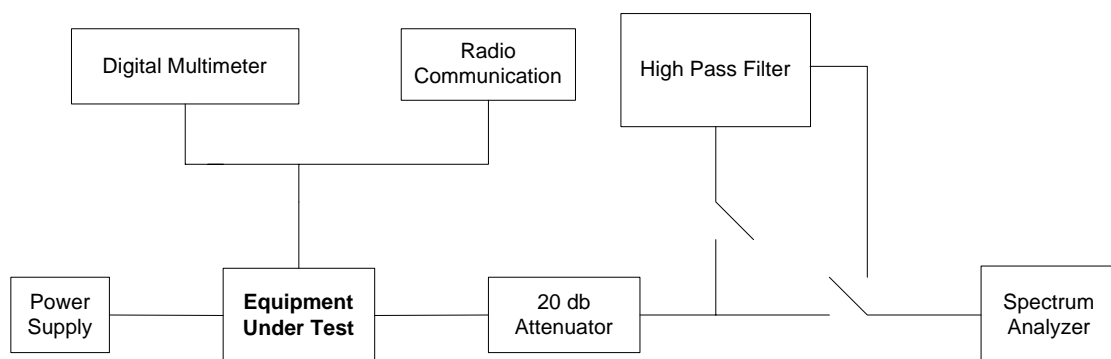 Digital Multimeter
Radio
Communication
High Pass Filter
Power
Supply
Equipment
Under Test
20 db
Attenuator
Spectrum
Analyzer